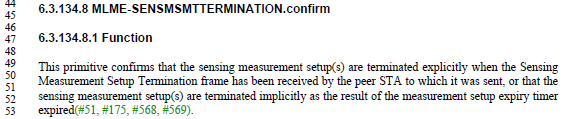 44
45 6.3.134.8 MLME-SENSMSMTTERMINATION.confirm
46
47 6.3.134.8.1 Function
48
49 This primitive confirms that the sensing measurement setup(s) are terminated explicitly when the Sensing
50 Measurement Setup Termination frame has been received by the peer STA to which it was sent, or that the
51
52 sensing measurement setup(s) are terminated implicitly as the result of the measurement setup expiry timer
53 expired(#51, #175, #568, #569).